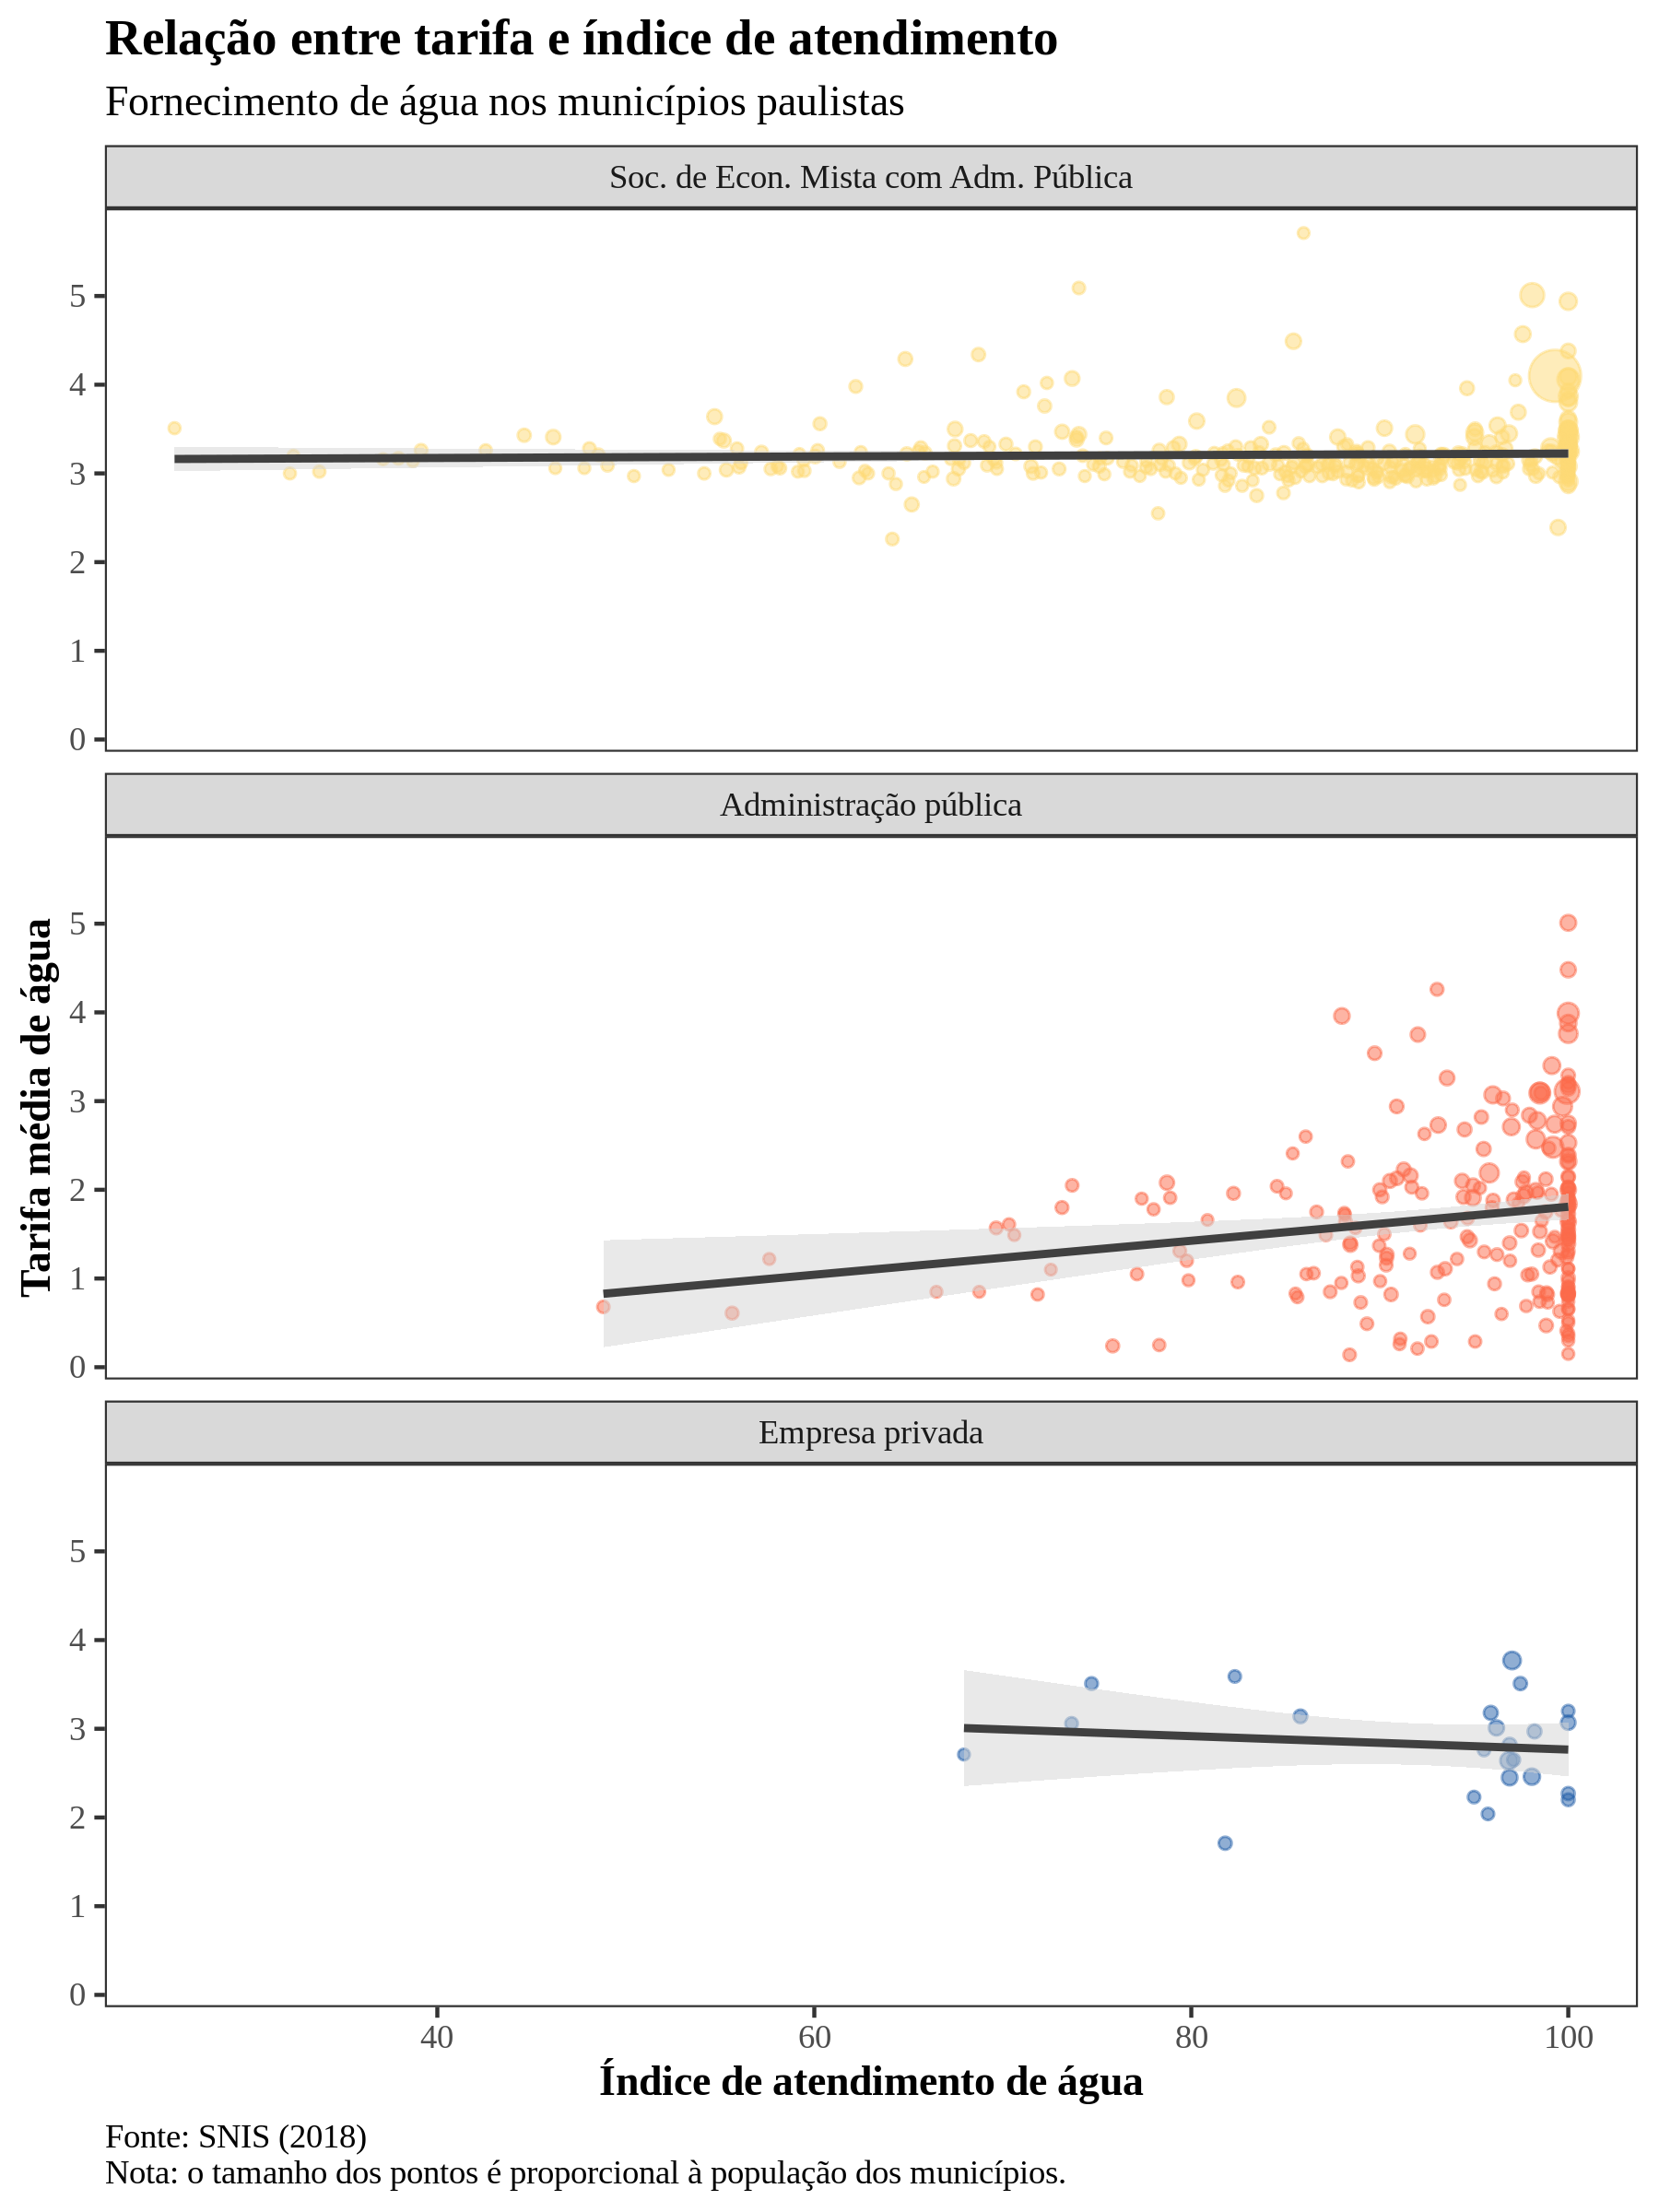 Relação entre tarifa e índice de atendimento
Fornecimento de água nos municípios paulistas
Soc. de Econ. Mista com Adm. Pública
5
4
3
2
1
0
Administração pública
Tarifa média de água
5
4
3
2
1
0
Empresa privada
5
4
3
2
1
0
40 60 80 100
Índice de atendimento de água
Fonte: SNIS (2018)
Nota: o tamanho dos pontos é proporcional à população dos municípios.